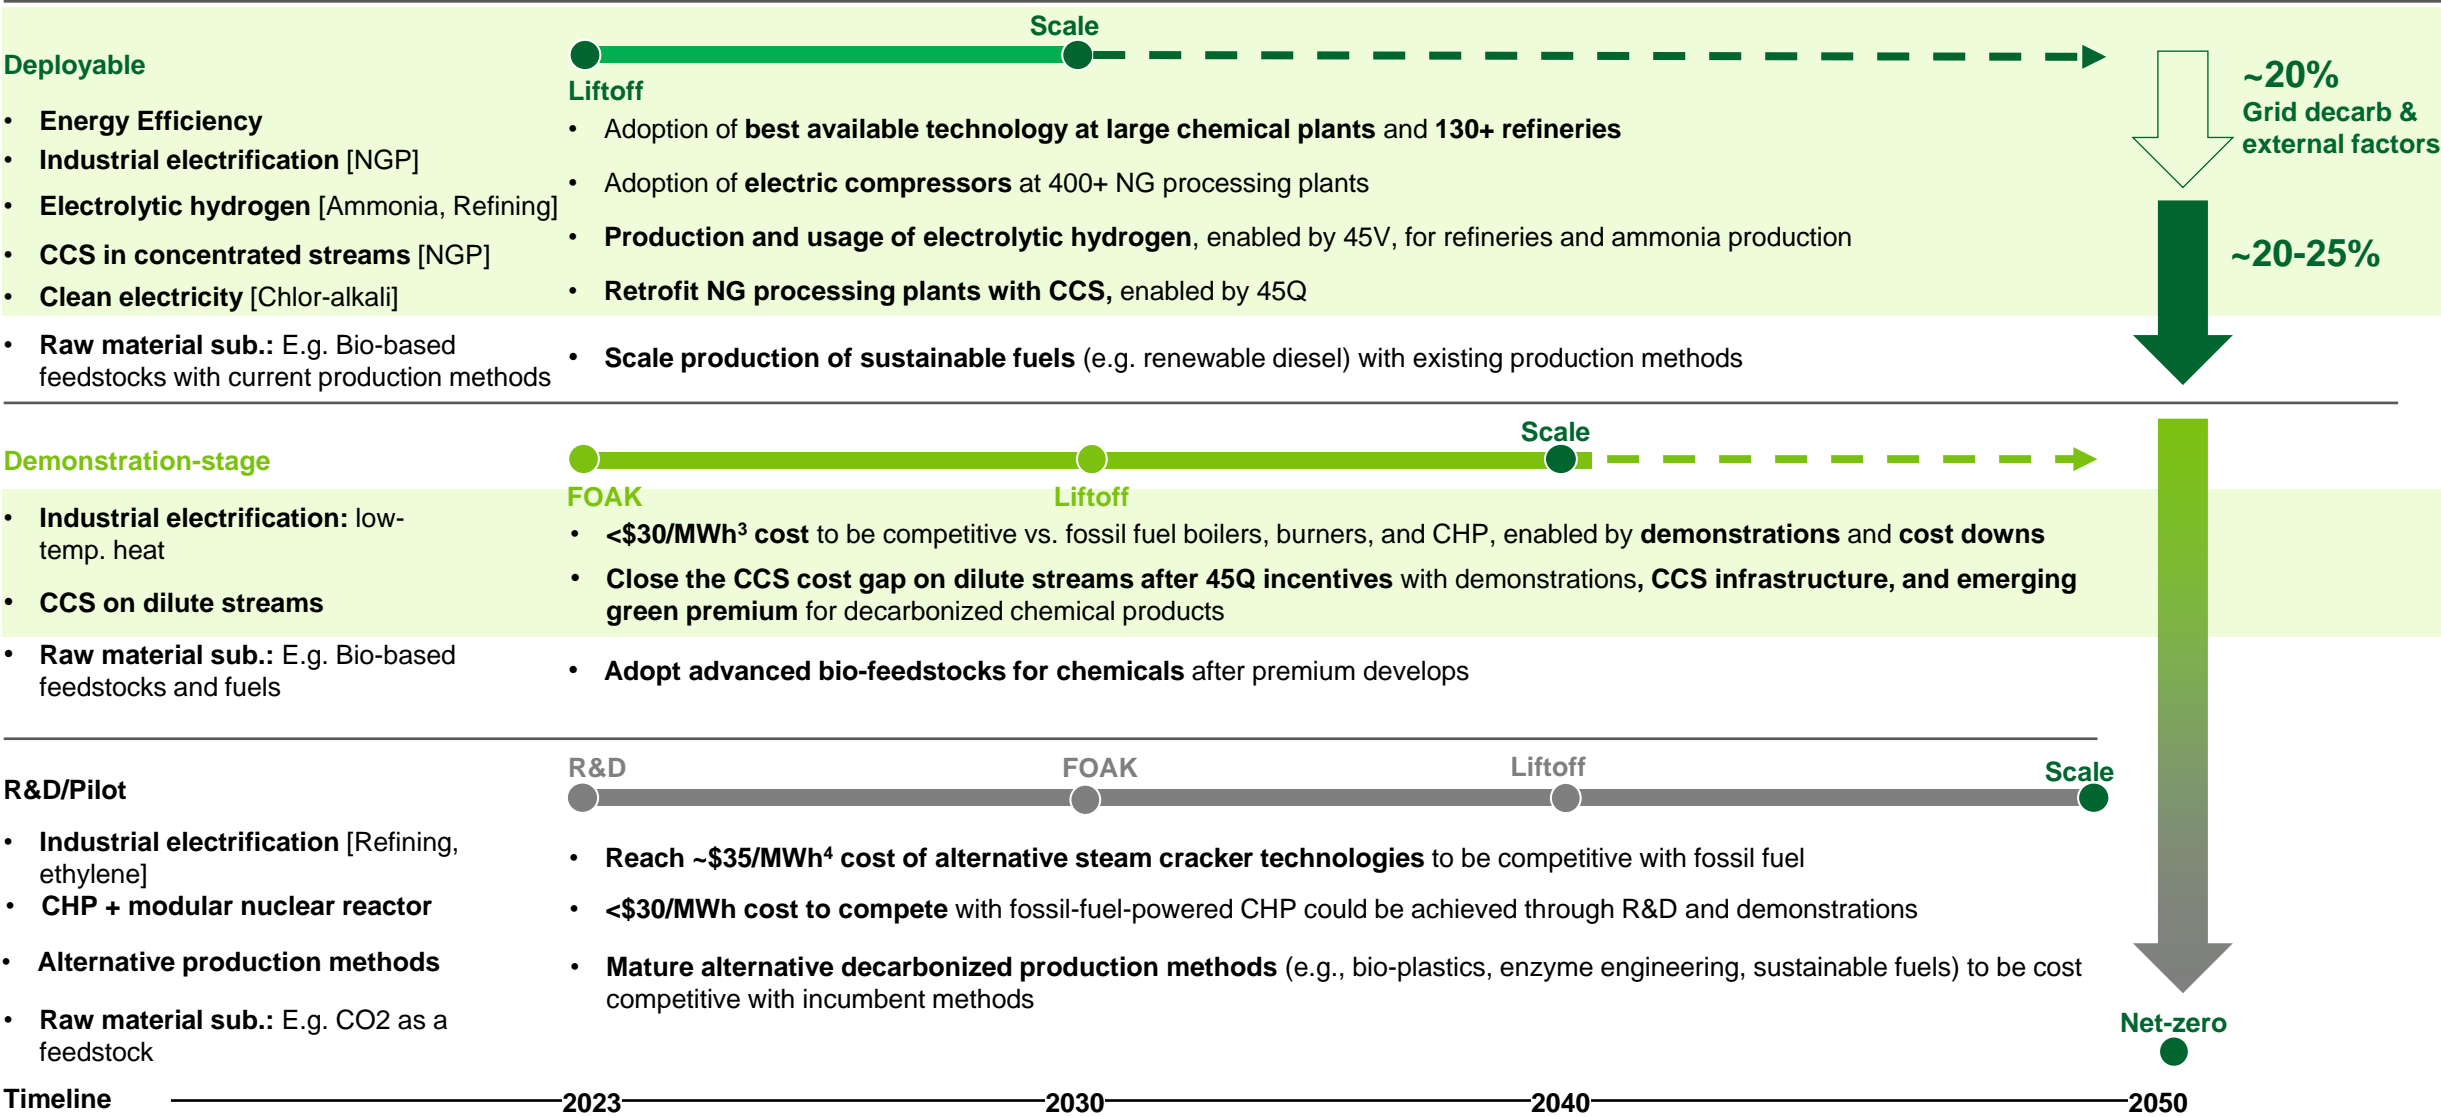 Scale
Deployable
Liftoff
• Energy Efficiency
• Industrial electrification [NGP]
• Electrolytic hydrogen [Ammonia, Refining]
• CCS in concentrated streams [NGP]
• Clean electricity [Chlor-alkali]
• Raw material sub.: E.g. Bio-based
feedstocks with current production methods
• Adoption of best available technology at large chemical plants and 130+ refineries
• Adoption of electric compressors at 400+ NG processing plants
• Production and usage of electrolytic hydrogen, enabled by 45V, for refineries and ammonia production
• Retrofit NG processing plants with CCS, enabled by 45Q
• Scale production of sustainable fuels (e.g. renewable diesel) with existing production methods
~20%
Grid decarb &
external factors
~20-25%
Demonstration-stage
Scale
FOAK
Liftoff
• Industrial electrification: low-
temp. heat
• CCS on dilute streams
• Raw material sub.: E.g. Bio-based
feedstocks and fuels
• <$30/MWh³ cost to be competitive vs. fossil fuel boilers, burners, and CHP, enabled by demonstrations and cost downs
• Close the CCS cost gap on dilute streams after 45Q incentives with demonstrations, CCS infrastructure, and emerging
green premium for decarbonized chemical products
• Adopt advanced bio-feedstocks for chemicals after premium develops
R&D/Pilot
R&D
FOAK
Liftoff
Scale
• Industrial electrification [Refining,
ethylene]
• CHP + modular nuclear reactor
• Alternative production methods
• Raw material sub.: E.g. CO2 as a
feedstock
• Reach ~$35/MWh⁴ cost of alternative steam cracker technologies to be competitive with fossil fuel
• <$30/MWh cost to compete with fossil-fuel-powered CHP could be achieved through R&D and demonstrations
• Mature alternative decarbonized production methods (e.g., bio-plastics, enzyme engineering, sustainable fuels) to be cost
competitive with incumbent methods
Net-zero
Timeline
2023
2030
2040
2050